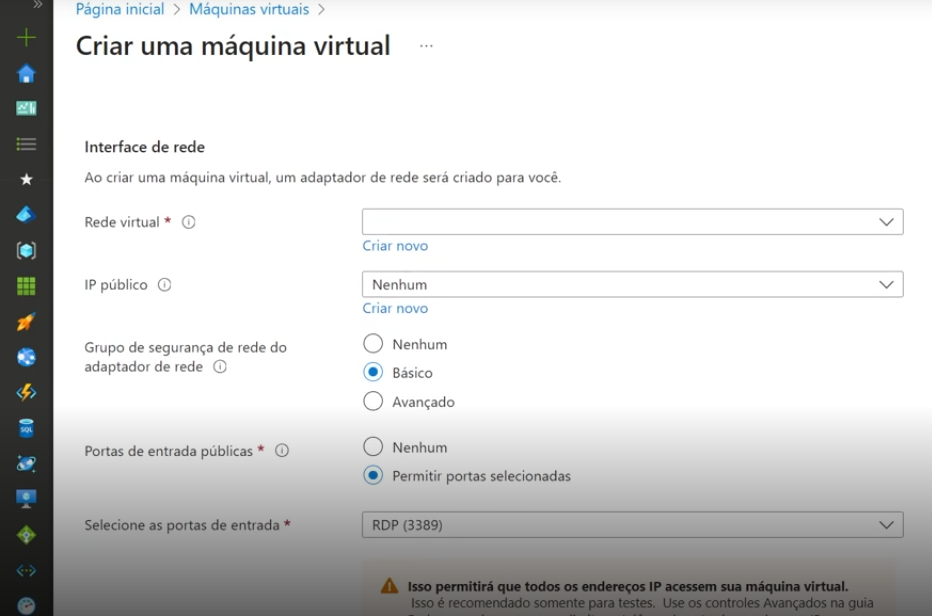 Página inicial > Máquinas virtuais >
Criar uma máquina virtual ...
Interface de rede
Ao criar uma máquina virtual, um adaptador de rede será criado para você.
Rede virtual *
Criar novo
IP público
Nenhum
Criar novo
Grupo de segurança de rede do
adaptador de rede
Nenhum
Básico
Avançado
Portas de entrada públicas *
Nenhum
Permitir portas selecionadas
Selecione as portas de entrada *
RDP (3389)
Isso permitirá que todos os endereços IP acessem sua máquina virtual.
Isso é recomendado somente para testes. Use os controles Avançados na guia